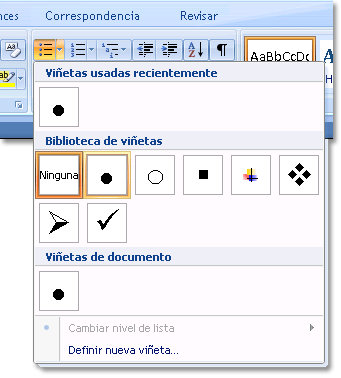 nces Correspondencia Revisar
AaBbCcDc
Viñetas usadas recientemente
Biblioteca de viñetas
Ninguna
Viñetas de documento
Cambiar nivel de lista
Definir nueva viñeta...